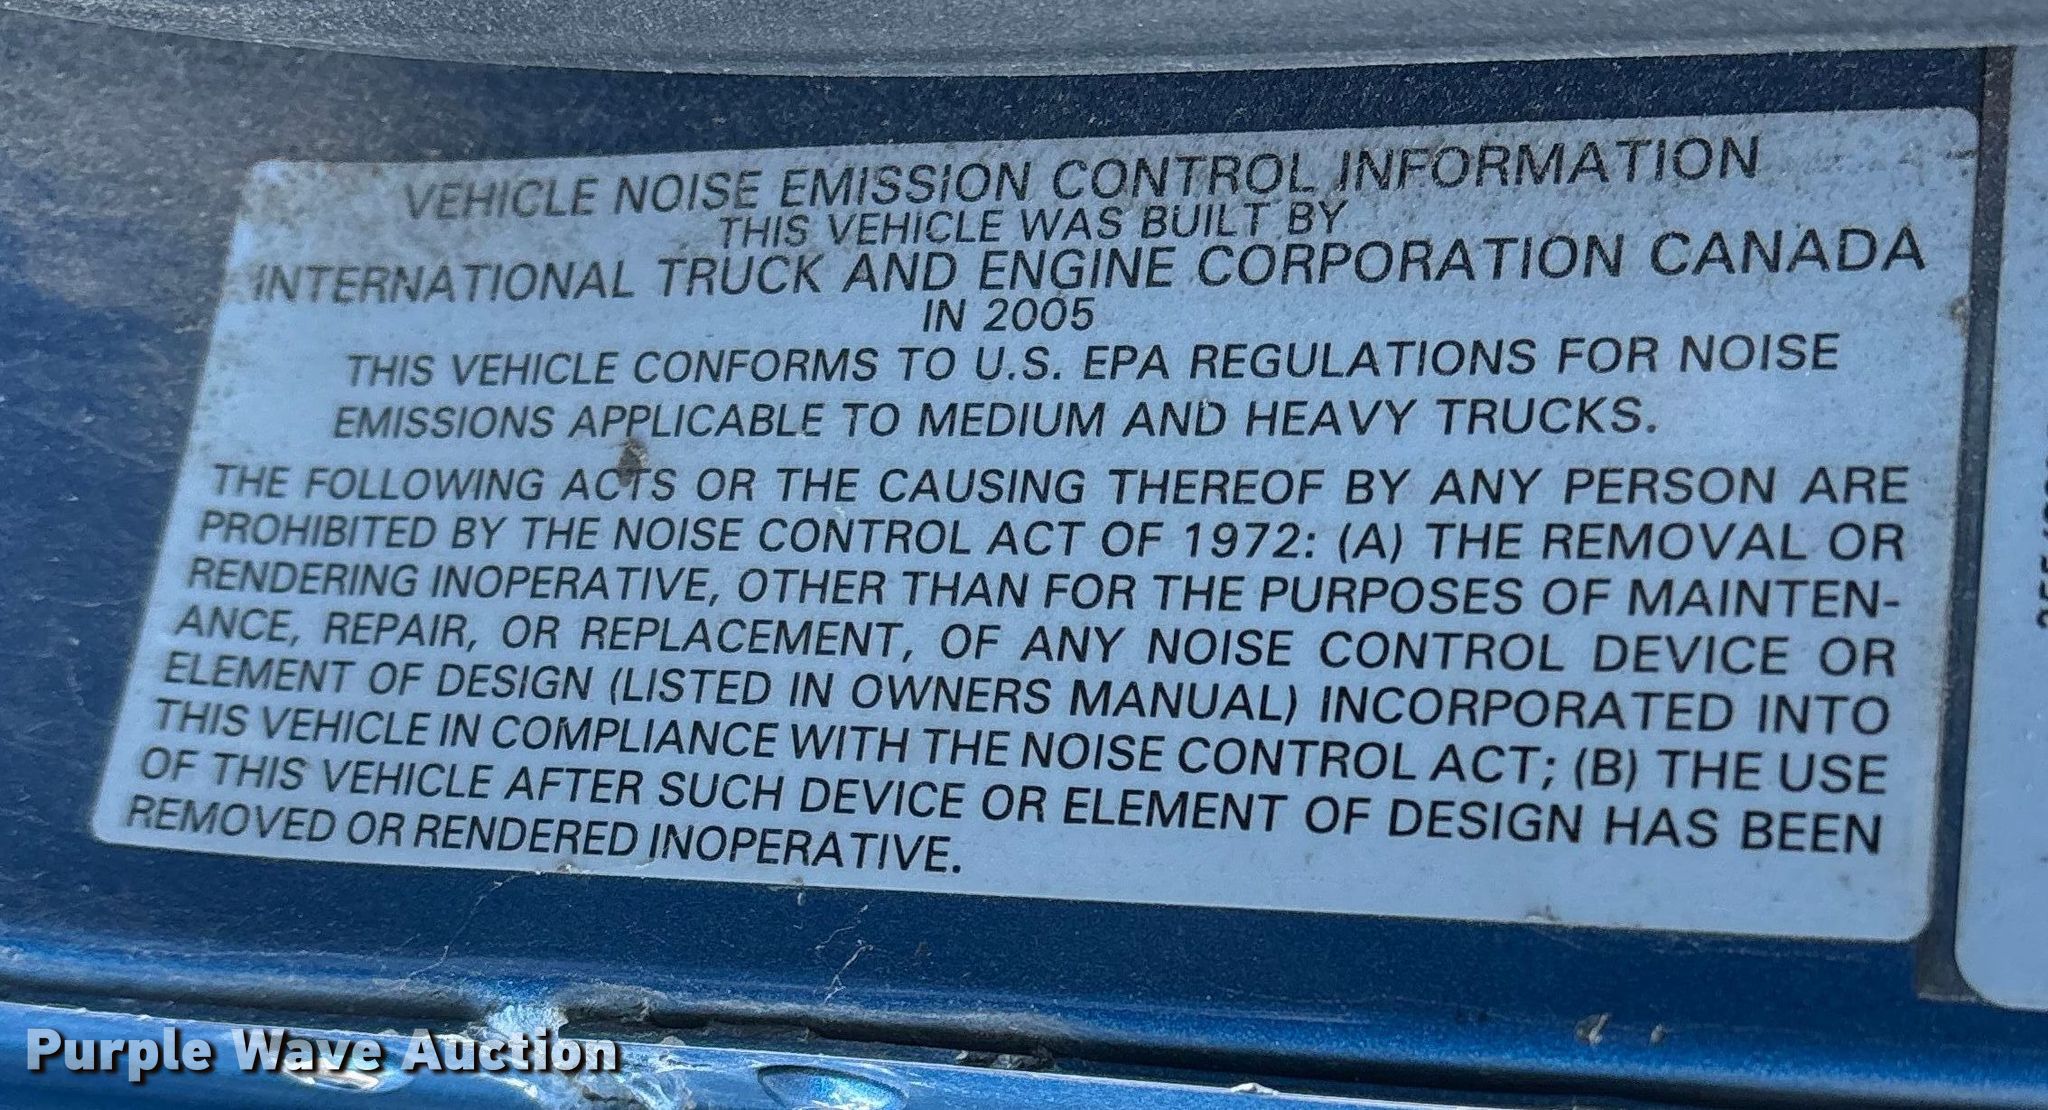 VEHICLE NOISE EMISSION CONTROL INFORMATION
THIS VEHICLE WAS BUILT BY
INTERNATIONAL TRUCK AND ENGINE CORPORATION CANADA
IN 2005
THIS VEHICLE CONFORMS TO U.S. EPA REGULATIONS FOR NOISE
EMISSIONS APPLICABLE TO MEDIUM AND HEAVY TRUCKS.
THE FOLLOWING ACTS OR THE CAUSING THEREOF BY ANY PERSON ARE
PROHIBITED BY THE NOISE CONTROL ACT OF 1972: (A) THE REMOVAL OR
RENDERING INOPERATIVE, OTHER THAN FOR THE PURPOSES OF MAINTEN-
ANCE, REPAIR, OR REPLACEMENT, OF ANY NOISE CONTROL DEVICE OR
ELEMENT OF DESIGN (LISTED IN OWNERS MANUAL) INCORPORATED INTO
THIS VEHICLE IN COMPLIANCE WITH THE NOISE CONTROL ACT; (B) THE USE
OF THIS VEHICLE AFTER SUCH DEVICE OR ELEMENT OF DESIGN HAS BEEN
REMOVED OR RENDERED INOPERATIVE.
Purple Wave Auction